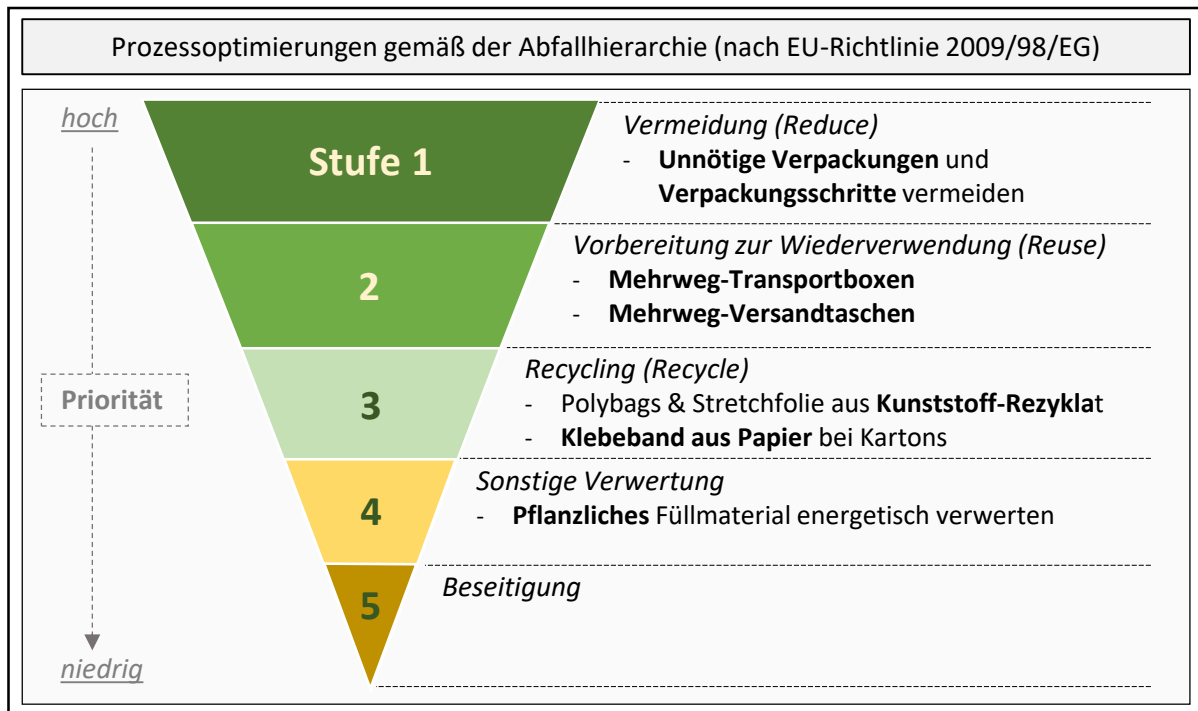 Prozessoptimierungen gemäß der Abfallhierarchie (nach EU-Richtlinie 2009/98/EG)
hoch
Priorität
niedrig
Stufe 1
Vermeidung (Reduce)
- Unnötige Verpackungen und
Verpackungsschritte vermeiden
2
Vorbereitung zur Wiederverwendung (Reuse)
- Mehrweg-Transportboxen
- Mehrweg-Versandtaschen
3
Recycling (Recycle)
- Polybags & Stretchfolie aus Kunststoff-Rezyklat
- Klebeband aus Papier bei Kartons
4
Sonstige Verwertung
- Pflanzliches Füllmaterial energetisch verwerten
5
Beseitigung